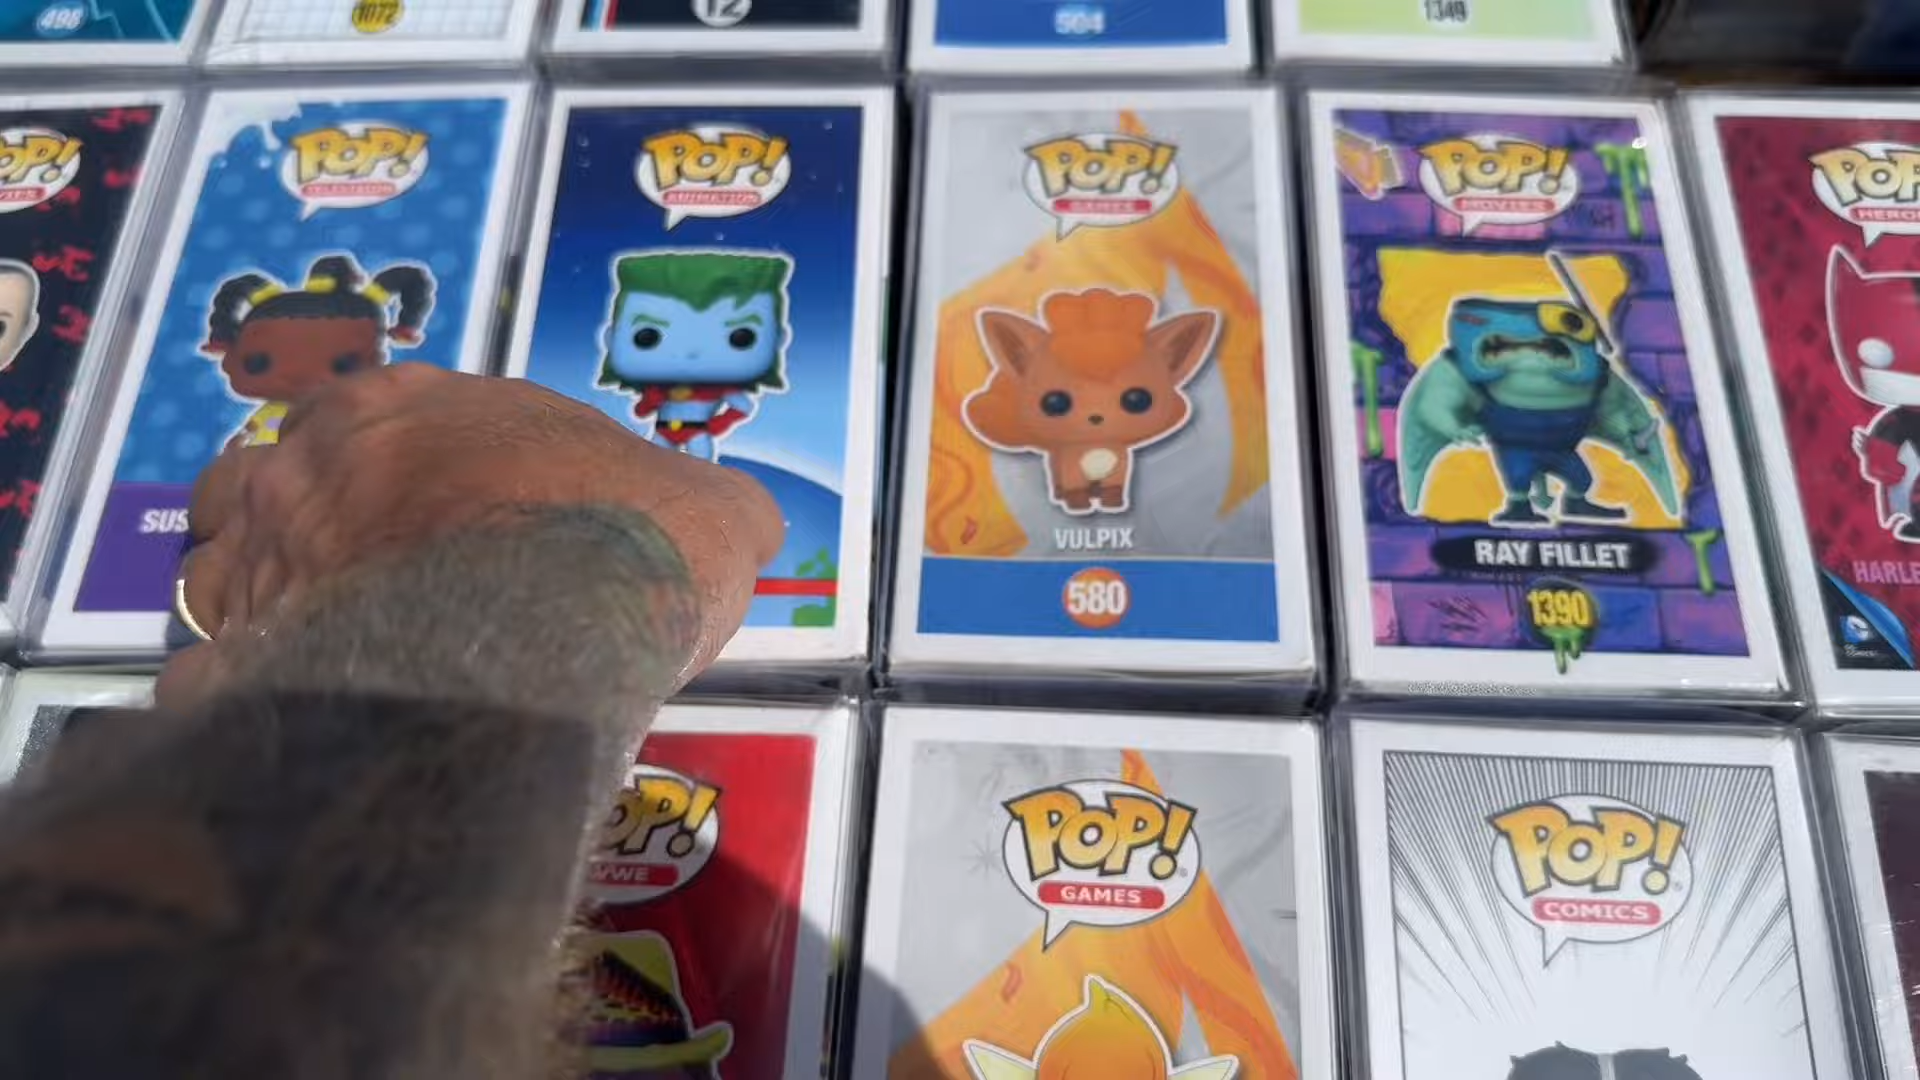 498
1072
12
504
1349
POP!
POP!
TELEVISION
POP!
ANIMATION
POP!
GAMES
POP!
MOVIES
POP
HERO
SUS
VULPIX
580
RAY FILLET
1390
HARLE
POP!
WWE
POP!
GAMES
POP!
COMICS